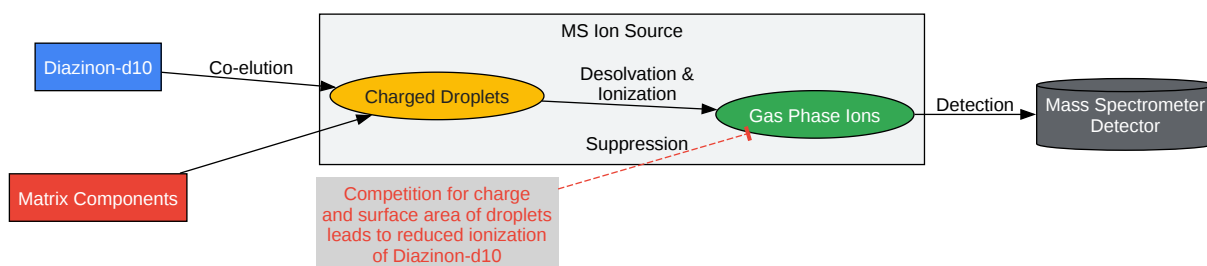 MS Ion Source
Diazinon-d10
Co-elution
Charged Droplets
Desolvation &
Ionization
Gas Phase Ions
Detection
Mass Spectrometer
Detector
Suppression
Matrix Components
Competition for charge
and surface area of droplets
leads to reduced ionization
of Diazinon-d10